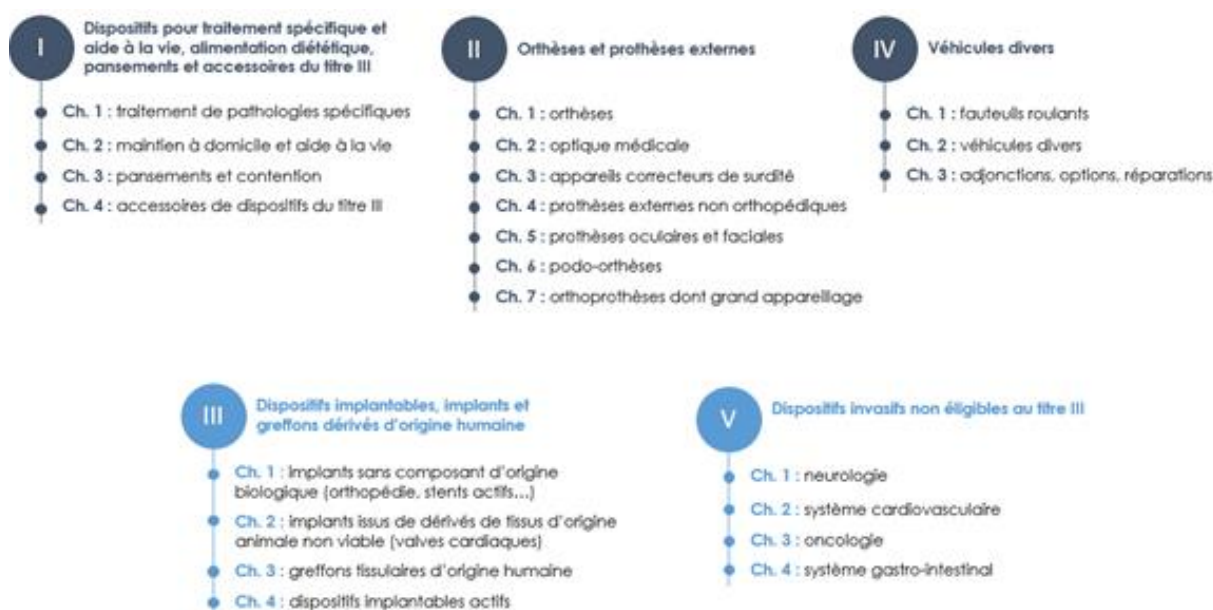 I
Dispositifs pour traitement spécifique et
aide à la vie, alimentation diététique,
pansements et accessoires du titre III
Ch. 1 : traitement de pathologies spécifiques
Ch. 2 : maintien à domicile et aide à la vie
Ch. 3 : pansements et contention
Ch. 4 : accessoires de dispositifs du titre III
II
Orthèses et prothèses externes
Ch. 1 : orthèses
Ch. 2 : optique médicale
Ch. 3 : appareils correcteurs de surdité
Ch. 4 : prothèses externes non orthopédiques
Ch. 5 : prothèses oculaires et faciales
Ch. 6 : podo-orthèses
Ch. 7 : orthoprothèses dont grand appareillage
IV
Véhicules divers
Ch. 1 : fauteuils roulants
Ch. 2 : véhicules divers
Ch. 3 : adjonctions, options, réparations
III
Dispositifs implantables, implants et
greffons dérivés d'origine humaine
Ch. 1 : implants sans composant d'origine
biologique (orthopédie, stents actifs...)
Ch. 2 : implants issus de dérivés de tissus d'origine
animale non viable (valves cardiaques)
Ch. 3 : greffons tissulaires d'origine humaine
Ch. 4 : dispositifs implantables actifs
V
Dispositifs invasifs non éligibles au titre III
Ch. 1 : neurologie
Ch. 2 : système cardiovasculaire
Ch. 3 : oncologie
Ch. 4 : système gastro-intestinal